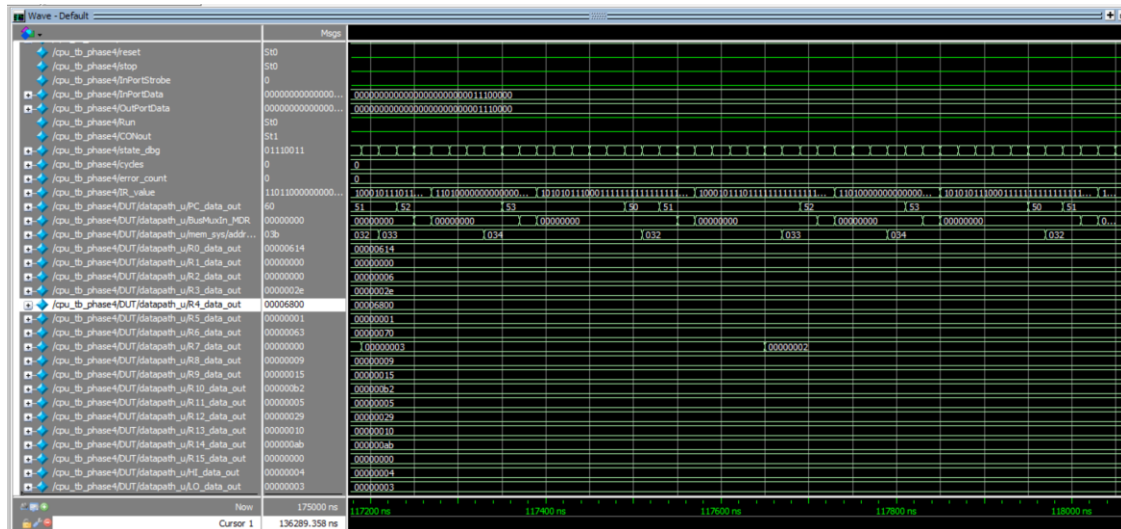 Wave - Default
Msgs
/cpu_tb_phase4/reset St0
/cpu_tb_phase4/stop St0
/cpu_tb_phase4/InPortStrobe 0
/cpu_tb_phase4/InPortData 00000000000000... 00000000000000000000000011100000
/cpu_tb_phase4/OutPortData 00000000000000... 00000000000000000000000001110000
/cpu_tb_phase4/Run St0
/cpu_tb_phase4/CONout St1
/cpu_tb_phase4/state_dbg 01110011
/cpu_tb_phase4/cycles 0 0
/cpu_tb_phase4/error_count 0 0
/cpu_tb_phase4/IR_value
/cpu_tb_phase4/DUT/datapath_u/PC_data_out 60 51 52 53 50 51 52 53 50 51
/cpu_tb_phase4/DUT/datapath_u/BusMuxIn_MDR 00000000 00000000 00000000 00000000 00000000 00000000 00000000
/cpu_tb_phase4/DUT/datapath_u/mem_sys/addr... 03b 032 033 034 032 033 034 032
/cpu_tb_phase4/DUT/datapath_u/R0_data_out 00000614 00000614
/cpu_tb_phase4/DUT/datapath_u/R1_data_out 00000000 00000000
/cpu_tb_phase4/DUT/datapath_u/R2_data_out 00000006 00000006
/cpu_tb_phase4/DUT/datapath_u/R3_data_out 0000002e 0000002e
/cpu_tb_phase4/DUT/datapath_u/R4_data_out 00006800 00006800
/cpu_tb_phase4/DUT/datapath_u/R5_data_out 00000001 00000001
/cpu_tb_phase4/DUT/datapath_u/R6_data_out 00000063 00000070
/cpu_tb_phase4/DUT/datapath_u/R7_data_out 00000000 00000003 00000002
/cpu_tb_phase4/DUT/datapath_u/R8_data_out 00000009 00000009
/cpu_tb_phase4/DUT/datapath_u/R9_data_out 00000015 00000015
/cpu_tb_phase4/DUT/datapath_u/R10_data_out 000000b2 000000b2
/cpu_tb_phase4/DUT/datapath_u/R11_data_out 00000005 00000005
/cpu_tb_phase4/DUT/datapath_u/R12_data_out 00000029 00000029
/cpu_tb_phase4/DUT/datapath_u/R13_data_out 00000010 00000010
/cpu_tb_phase4/DUT/datapath_u/R14_data_out 000000ab 000000ab
/cpu_tb_phase4/DUT/datapath_u/R15_data_out 00000000 00000000
/cpu_tb_phase4/DUT/datapath_u/HI_data_out 00000004 00000004
/cpu_tb_phase4/DUT/datapath_u/LO_data_out 00000003 00000003
Now 175000 ns 117200 ns 117400 ns 117600 ns 117800 ns 118000 ns
Cursor 1 136289.358 ns